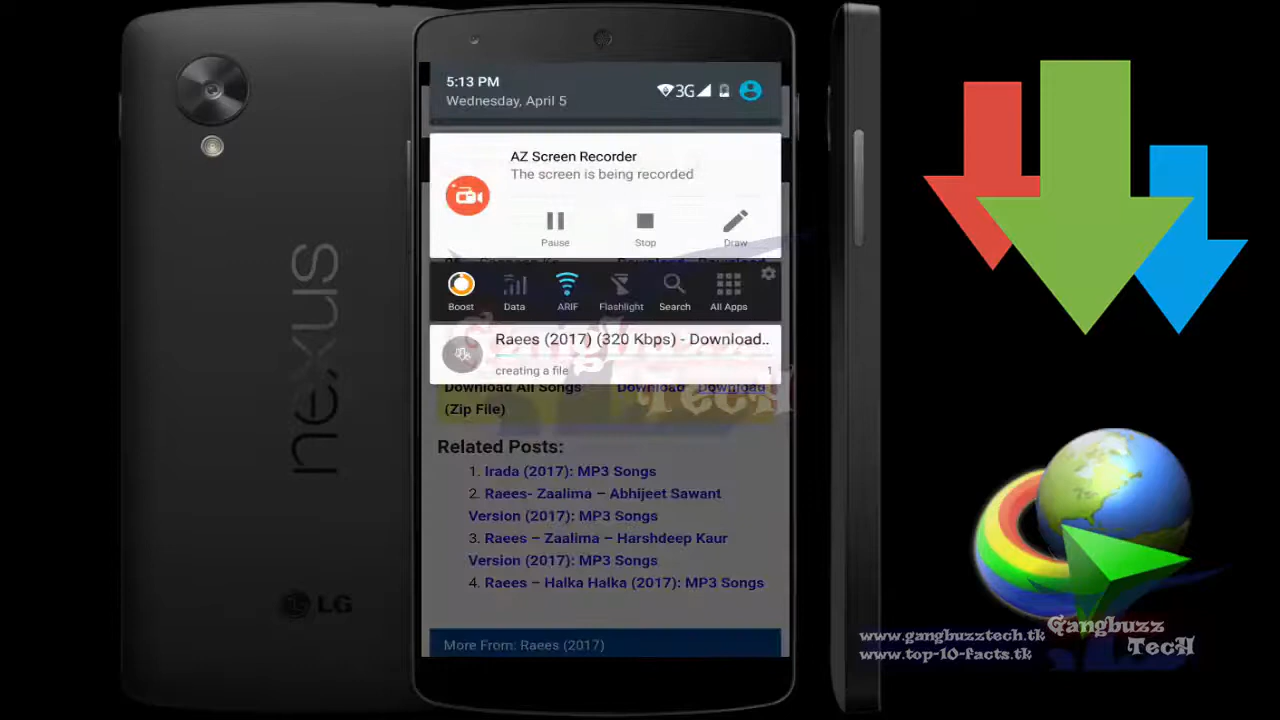 nexus
LG
5:13 PM
Wednesday, April 5
3G
AZ Screen Recorder
The screen is being recorded
Pause
Stop
Draw
Boost
Data
ARIF
Flashlight
Search
All Apps
Raees (2017) (320 Kbps) - Download..
creating a file
1
Download All Songs
(Zip File)
Download
Download
Gangbuzz
TecH
Related Posts:
1. Irada (2017): MP3 Songs
2. Raees- Zaalima – Abhijeet Sawant
Version (2017): MP3 Songs
3. Raees – Zaalima – Harshdeep Kaur
Version (2017): MP3 Songs
4. Raees – Halka Halka (2017): MP3 Songs
More From: Raees (2017)
www.gangbuzztech.tk
www.top-10-facts.tk
Gangbuzz
TecH